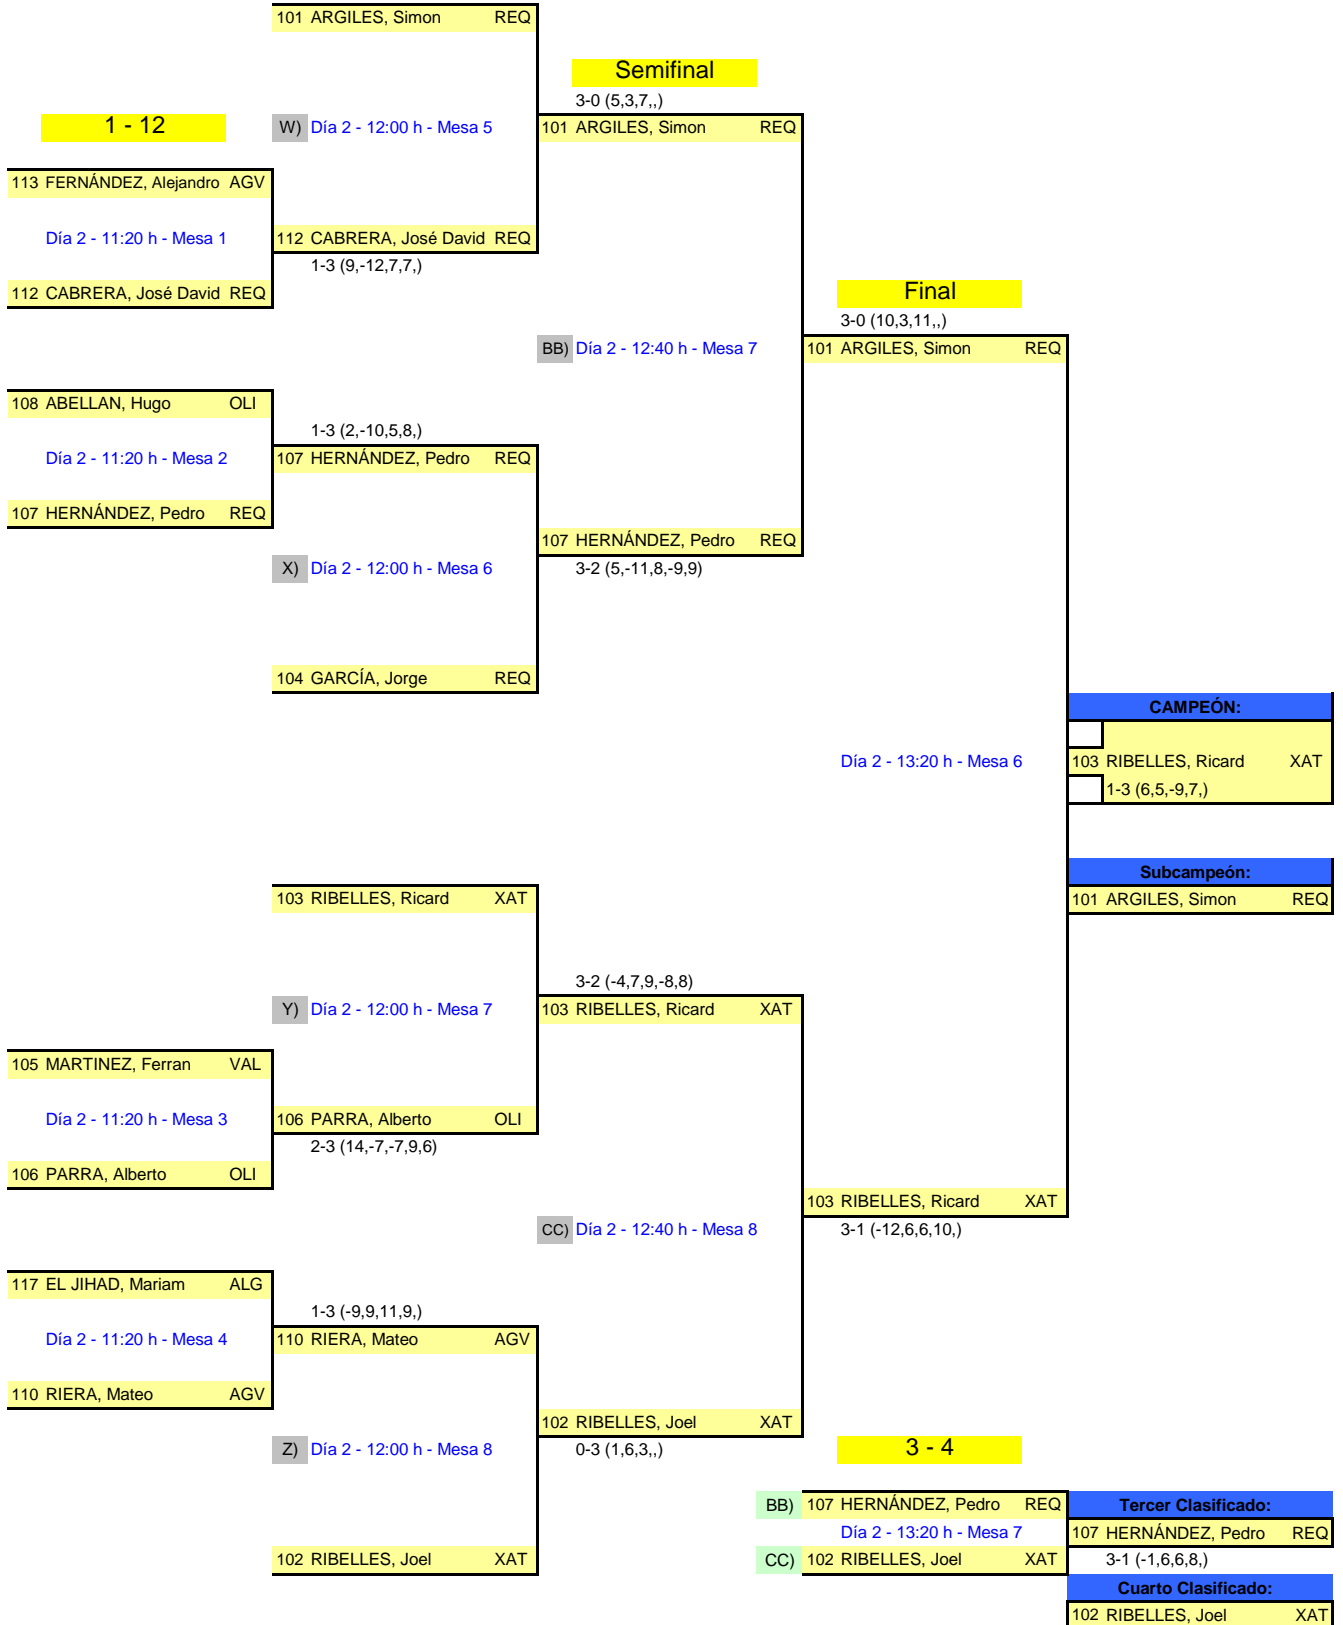 101 ARGILES, Simon REQ
Semifinal
3-0 (5,3,7,,)
1 - 12
W) Día 2 - 12:00 h - Mesa 5
101 ARGILES, Simon REQ
113 FERNÁNDEZ, Alejandro AGV
Día 2 - 11:20 h - Mesa 1
112 CABRERA, José David REQ
1-3 (9,-12,7,7,)
112 CABRERA, José David REQ
Final
3-0 (10,3,11,,)
BB) Día 2 - 12:40 h - Mesa 7
101 ARGILES, Simon REQ
108 ABELLAN, Hugo OLI
1-3 (2,-10,5,8,)
Día 2 - 11:20 h - Mesa 2
107 HERNÁNDEZ, Pedro REQ
107 HERNÁNDEZ, Pedro REQ
107 HERNÁNDEZ, Pedro REQ
X) Día 2 - 12:00 h - Mesa 6
3-2 (5,-11,8,-9,9)
104 GARCÍA, Jorge REQ
CAMPEÓN:
Día 2 - 13:20 h - Mesa 6
103 RIBELLES, Ricard XAT
1-3 (6,5,-9,7,)
Subcampeón:
103 RIBELLES, Ricard XAT
101 ARGILES, Simon REQ
3-2 (-4,7,9,-8,8)
Y) Día 2 - 12:00 h - Mesa 7
103 RIBELLES, Ricard XAT
105 MARTINEZ, Ferran VAL
Día 2 - 11:20 h - Mesa 3
106 PARRA, Alberto OLI
2-3 (14,-7,-7,9,6)
106 PARRA, Alberto OLI
103 RIBELLES, Ricard XAT
CC) Día 2 - 12:40 h - Mesa 8
3-1 (-12,6,6,10,)
117 EL JIHAD, Mariam ALG
1-3 (-9,9,11,9,)
Día 2 - 11:20 h - Mesa 4
110 RIERA, Mateo AGV
110 RIERA, Mateo AGV
102 RIBELLES, Joel XAT
Z) Día 2 - 12:00 h - Mesa 8
0-3 (1,6,3,,)
3 - 4
BB) 107 HERNÁNDEZ, Pedro REQ
Tercer Clasificado:
Día 2 - 13:20 h - Mesa 7
107 HERNÁNDEZ, Pedro REQ
102 RIBELLES, Joel XAT
CC) 102 RIBELLES, Joel XAT
3-1 (-1,6,6,8,)
Cuarto Clasificado:
102 RIBELLES, Joel XAT